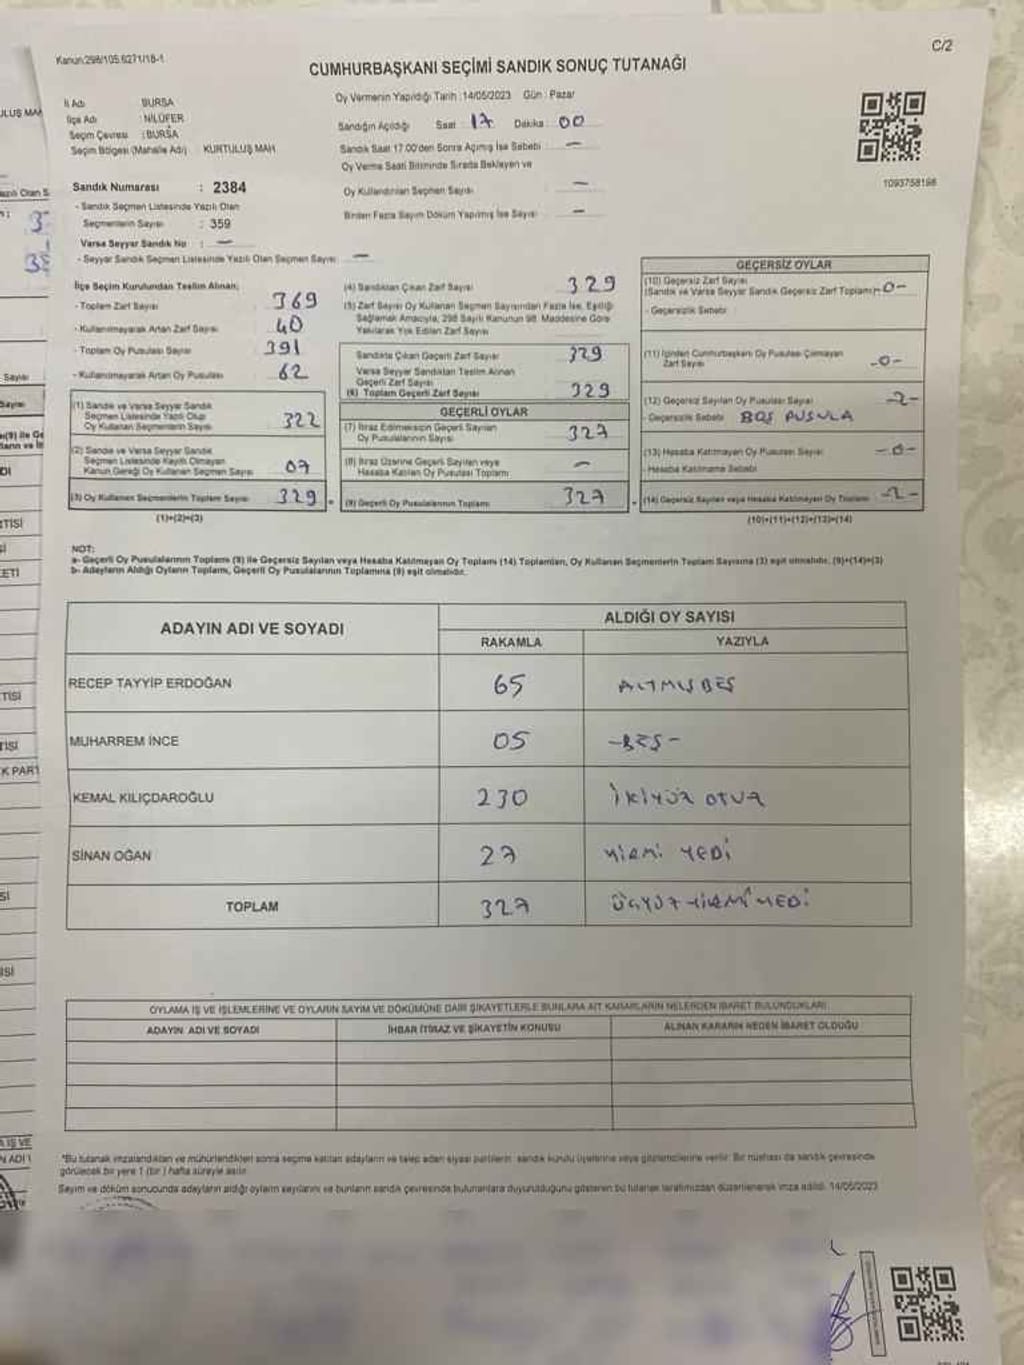 Kanun:298/105.6271/18-1
C/2
CUMHURBAŞKANI SEÇİMİ SANDIK SONUÇ TUTANAĞI
İl Adı : BURSA
İlçe Adı : NİLÜFER
Seçim Çevresi : BURSA
Seçim Bölgesi (Mahalle Adı) : KURTULUŞ MAH
Sandık Numarası : 2384
- Sandık Seçmen Listesinde Yazılı Olan
Seçmenlerin Sayısı : 359
Varsa Seyyar Sandık No : —
- Seyyar Sandık Seçmen Listesinde Yazılı Olan Seçmen Sayısı : —
Oy Vermenin Yapıldığı Tarih :14/05/2023 Gün : Pazar
Sandığın Açıldığı Saat : 17 Dakika : 00
Sandık Saat 17.00'den Sonra Açılmış İse Sebebi : —
Oy Verme Saati Bitiminde Sırada Bekleyen ve
Oy Kullandırılan Seçmen Sayısı : —
Birden Fazla Sayım Döküm Yapılmış İse Sayısı : —
1093758198
İlçe Seçim Kurulundan Teslim Alınan;
- Toplam Zarf Sayısı : 369
- Kullanılmayarak Artan Zarf Sayısı : 40
- Toplam Oy Pusulası Sayısı : 391
- Kullanılmayarak Artan Oy Pusulası : 62
(1) Sandık ve Varsa Seyyar Sandık
Seçmen Listesinde Yazılı Olup
Oy Kullanan Seçmenlerin Sayısı 322
(2) Sandık ve Varsa Seyyar Sandık
Seçmen Listesinde Kayıtlı Olmayan
Kanun Gereği Oy Kullanan Seçmen Sayısı 07
(3) Oy Kullanan Seçmenlerin Toplam Sayısı 329
(1)+(2)=(3)
(4) Sandıktan Çıkan Zarf Sayısı : 329
(5) Zarf Sayısı Oy Kullanan Seçmen Sayısından Fazla İse, Eşitliği
Sağlamak Amacıyla, 298 Sayılı Kanunun 98. Maddesine Göre
Yakılarak Yok Edilen Zarf Sayısı
Sandıkta Çıkan Geçerli Zarf Sayısı 329
Varsa Seyyar Sandıktan Teslim Alınan
Geçerli Zarf Sayısı
(6) Toplam Geçerli Zarf Sayısı 329
GEÇERLİ OYLAR
(7) İtiraz Edilmeksizin Geçerli Sayılan
Oy Pusulalarının Sayısı 327
(8) İtiraz Üzerine Geçerli Sayılan veya
Hesaba Katılan Oy Pusulası Toplamı —
(9) Geçerli Oy Pusulalarının Toplamı 327
GEÇERSİZ OYLAR
(10) Geçersiz Zarf Sayısı
(Sandık ve Varsa Seyyar Sandık Geçersiz Zarf Toplamı) -0-
- Geçersizlik Sebebi :
(11) İçinden Cumhurbaşkanı Oy Pusulası Çıkmayan
Zarf Sayısı -0-
(12) Geçersiz Sayılan Oy Pusulası Sayısı -2-
- Geçersizlik Sebebi : BOŞ PUSULA
(13) Hesaba Katılmayan Oy Pusulası Sayısı -0-
- Hesaba Katılmama Sebebi
(14) Geçersiz Sayılan veya Hesaba Katılmayan Oy Toplamı -2-
(10)+(11)+(12)+(13)=(14)
NOT:
a- Geçerli Oy Pusulalarının Toplamı (9) ile Geçersiz Sayılan veya Hesaba Katılmayan Oy Toplamı (14) Toplamları, Oy Kullanan Seçmenlerin Toplam Sayısına (3) eşit olmalıdır. (9)+(14)=(3)
b- Adayların Aldığı Oyların Toplamı, Geçerli Oy Pusulalarının Toplamına (9) eşit olmalıdır.
ADAYIN ADI VE SOYADI
ALDIĞI OY SAYISI
RAKAMLA YAZIYLA
RECEP TAYYİP ERDOĞAN 65 ALTMIŞ BEŞ
MUHARREM İNCE 05 -BEŞ-
KEMAL KILIÇDAROĞLU 230 İKİYÜZ OTUZ
SİNAN OĞAN 27 YİRMİ YEDİ
TOPLAM 327 ÜÇYÜZ YİRMİ YEDİ
OYLAMA İŞ VE İŞLEMLERİNE VE OYLARIN SAYIM VE DÖKÜMÜNE DAİR ŞİKAYETLERLE BUNLARA AİT KARARLARIN NELERDEN İBARET BULUNDUKLARI
ADAYIN ADI VE SOYADI İHBAR İTİRAZ VE ŞİKAYETİN KONUSU ALINAN KARARIN NEDEN İBARET OLDUĞU
*Bu tutanak imzalandıktan ve mühürlendikten sonra seçime katılan adayların ve talep eden siyasi partilerin sandık kurulu üyelerine veya gözlemcilerine verilir. Bir nüshası da sandık çevresinde
görülecek bir yere 1 (bir) hafta süreyle asılır.
Sayım ve döküm sonucunda adayların aldığı oyların sayılarını ve bunların sandık çevresinde bulunanlara duyurulduğunu gösteren bu tutanak tarafımızdan düzenlenerek imza edildi. 14/05/2023